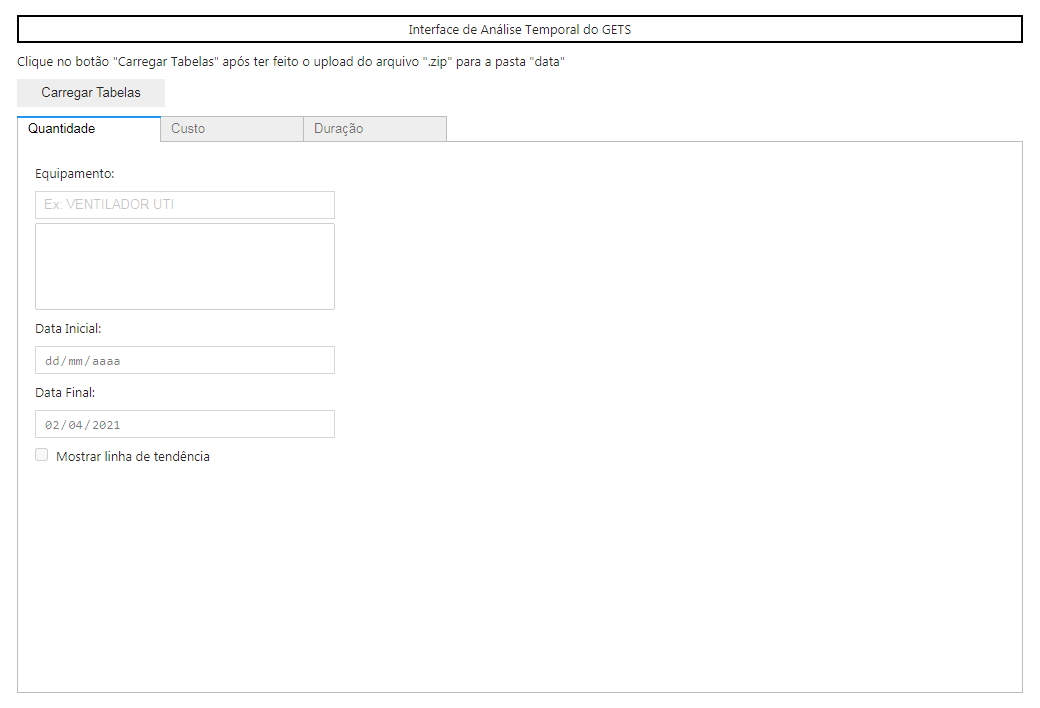 Interface de Análise Temporal do GETS
Clique no botão "Carregar Tabelas" após ter feito o upload do arquivo ".zip" para a pasta "data"
Carregar Tabelas
Quantidade Custo Duração
Equipamento:
Ex: VENTILADOR UTI
Data Inicial:
dd/mm/aaaa
Data Final:
02/04/2021
Mostrar linha de tendência